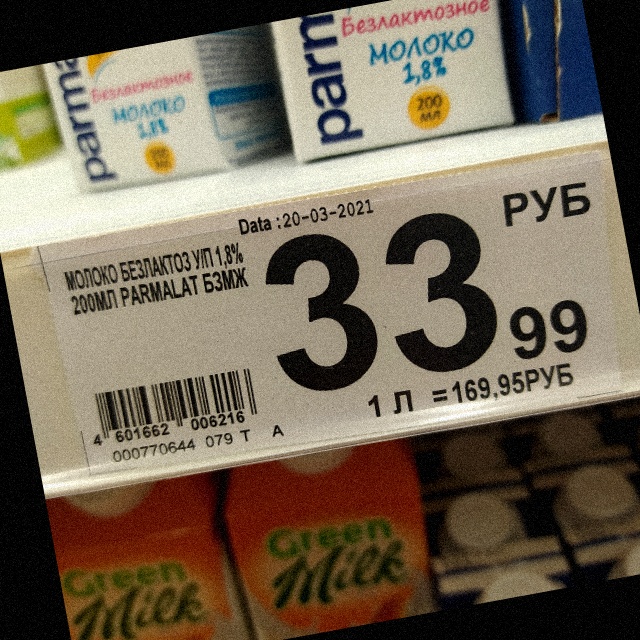 parma
Безлактозное
МОЛОКО
1,8%
parm
Безлактозное
МОЛОКО
1,8%
200
МЛ
Data :20-03-2021
МОЛОКО БЕЗЛАКТОЗ У/П 1,8%
200МЛ PARMALAT БЗМЖ
33 99
РУБ
1 Л =169,95РУБ
4 601662 006216
000770644 079 Т А
Green
Milk
Green
Milk